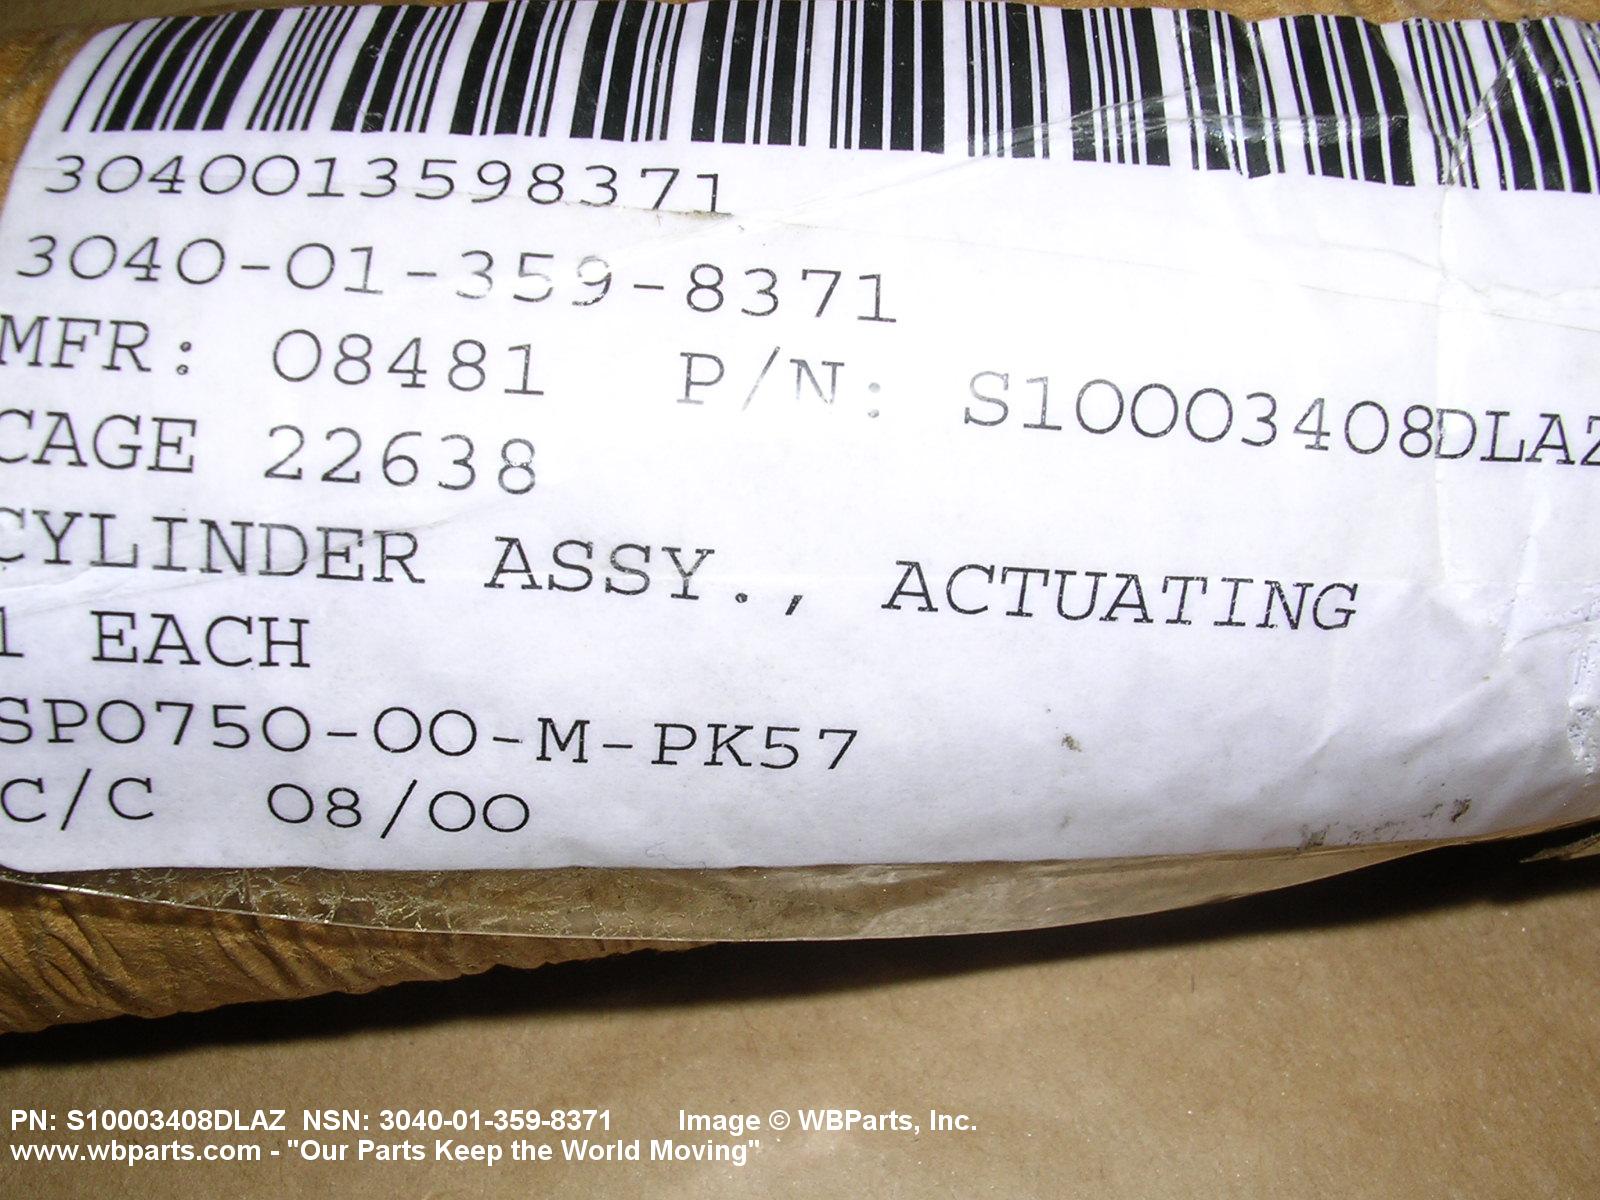 3040013598371
3040-01-359-8371
MFR: 08481 P/N: S10003408DLAZ
CAGE 22638
CYLINDER ASSY., ACTUATING
1 EACH
SP0750-00-M-PK57
C/C 08/00
PN: S10003408DLAZ NSN: 3040-01-359-8371 Image © WBParts, Inc.
www.wbparts.com - "Our Parts Keep the World Moving"